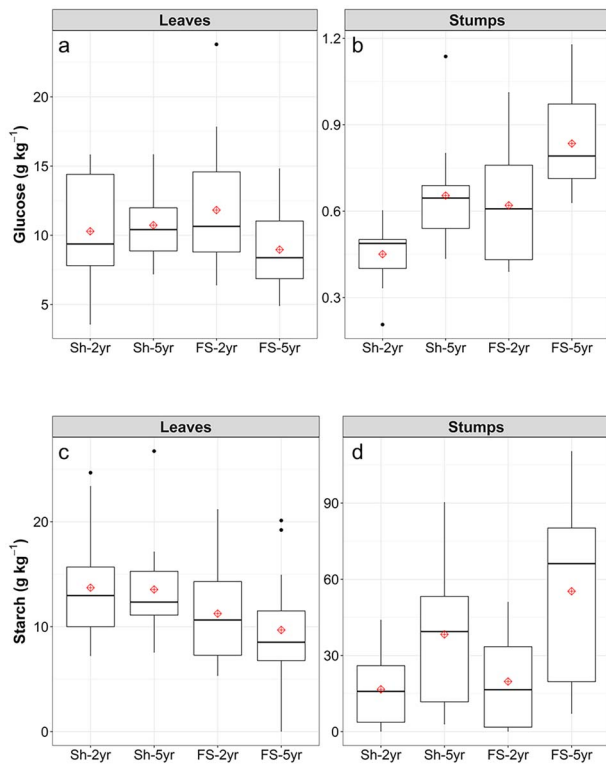 Leaves
Stumps
a
b
Glucose (g kg⁻¹)
20
15
10
5
1.2
0.9
0.6
0.3
Sh-2yr Sh-5yr FS-2yr FS-5yr
Sh-2yr Sh-5yr FS-2yr FS-5yr
Leaves
Stumps
c
d
Starch (g kg⁻¹)
20
10
0
90
60
30
0
Sh-2yr Sh-5yr FS-2yr FS-5yr
Sh-2yr Sh-5yr FS-2yr FS-5yr